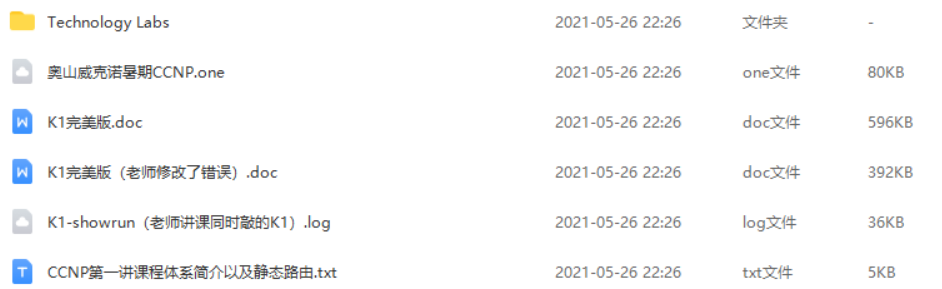 Technology Labs 2021-05-26 22:26 文件夹 -
奥山威克诺暑期CCNP.one 2021-05-26 22:26 one文件 80KB
K1完美版.doc 2021-05-26 22:26 doc文件 596KB
K1完美版（老师修改了错误）.doc 2021-05-26 22:26 doc文件 392KB
K1-showrun（老师讲课同时敲的K1）.log 2021-05-26 22:26 log文件 36KB
CCNP第一讲课程体系简介以及静态路由.txt 2021-05-26 22:26 txt文件 5KB